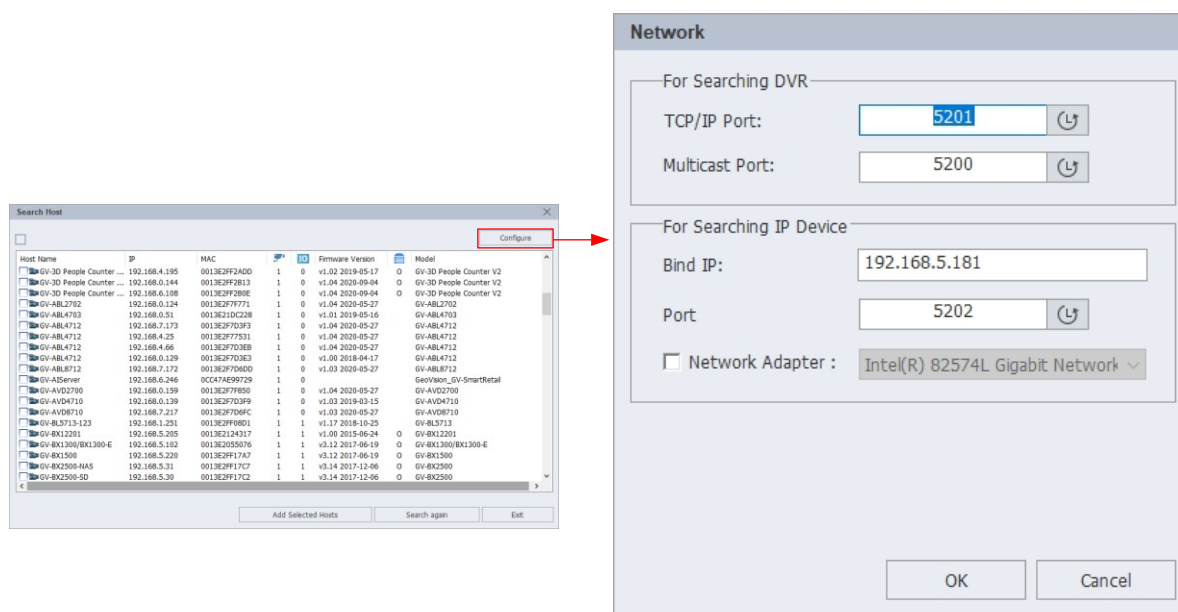 Search Host
Configure
Host Name IP MAC IO Firmware Version Model
GV-3D People Counter ... 192.168.4.195 0013E2FF2ADD 1 0 v1.02 2019-05-17 O GV-3D People Counter V2
GV-3D People Counter ... 192.168.0.144 0013E2FF2B13 1 0 v1.04 2020-09-04 O GV-3D People Counter V2
GV-3D People Counter ... 192.168.6.108 0013E2FF2B0E 1 0 v1.04 2020-09-04 O GV-3D People Counter V2
GV-ABL2702 192.168.0.124 0013E2F7F771 1 0 v1.04 2020-05-27 GV-ABL2702
GV-ABL4703 192.168.0.51 0013E21DC228 1 0 v1.01 2019-05-16 GV-ABL4703
GV-ABL4712 192.168.7.173 0013E2F7D3F3 1 0 v1.04 2020-05-27 GV-ABL4712
GV-ABL4712 192.168.4.25 0013E2F77531 1 0 v1.04 2020-05-27 GV-ABL4712
GV-ABL4712 192.168.4.66 0013E2F7D3EB 1 0 v1.04 2020-05-27 GV-ABL4712
GV-ABL4712 192.168.0.129 0013E2F7D3E3 1 0 v1.00 2018-04-17 GV-ABL4712
GV-ABL8712 192.168.7.172 0013E2F7D6DD 1 0 v1.03 2020-05-27 GV-ABL8712
GV-AIServer 192.168.6.246 0CC47AE99729 1 0 GeoVision_GV-SmartRetail
GV-AVD2700 192.168.0.159 0013E2F7F850 1 0 v1.04 2020-05-27 GV-AVD2700
GV-AVD4710 192.168.0.139 0013E2F7D3F9 1 0 v1.03 2019-03-15 GV-AVD4710
GV-AVD8710 192.168.7.217 0013E2F7D6FC 1 0 v1.03 2020-05-27 GV-AVD8710
GV-BL5713-123 192.168.1.251 0013E2FF08D1 1 1 v1.17 2018-10-25 GV-BL5713
GV-BX12201 192.168.5.205 0013E2124317 1 1 v1.00 2015-06-24 O GV-BX12201
GV-BX1300/BX1300-E 192.168.5.102 0013E2055076 1 1 v3.12 2017-06-19 O GV-BX1300/BX1300-E
GV-BX1500 192.168.5.220 0013E2FF17A7 1 1 v3.12 2017-06-19 O GV-BX1500
GV-BX2500-NAS 192.168.5.31 0013E2FF17C7 1 1 v3.14 2017-12-06 O GV-BX2500
GV-BX2500-SD 192.168.5.30 0013E2FF17C2 1 1 v3.14 2017-12-06 O GV-BX2500
Add Selected Hosts Search again Exit
Network
For Searching DVR
TCP/IP Port: 5201
Multicast Port: 5200
For Searching IP Device
Bind IP: 192.168.5.181
Port 5202
Network Adapter : Intel(R) 82574L Gigabit Network
OK Cancel